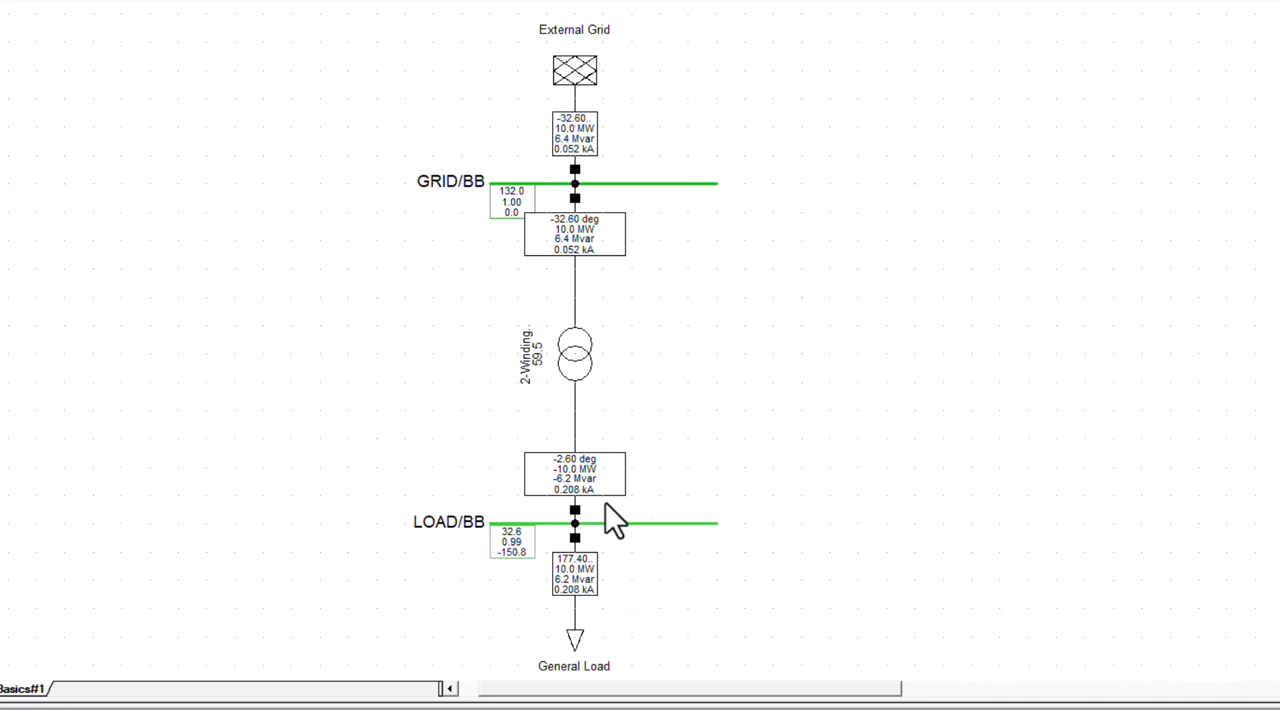 External Grid
-32.60..
10.0 MW
6.4 Mvar
0.052 kA
GRID/BB
132.0
1.00
0.0
-32.60 deg
10.0 MW
6.4 Mvar
0.052 kA
2-Winding..
59.5
-2.60 deg
-10.0 MW
-6.2 Mvar
0.208 kA
LOAD/BB
32.6
0.99
-150.8
177.40..
10.0 MW
6.2 Mvar
0.208 kA
General Load
Basics#1